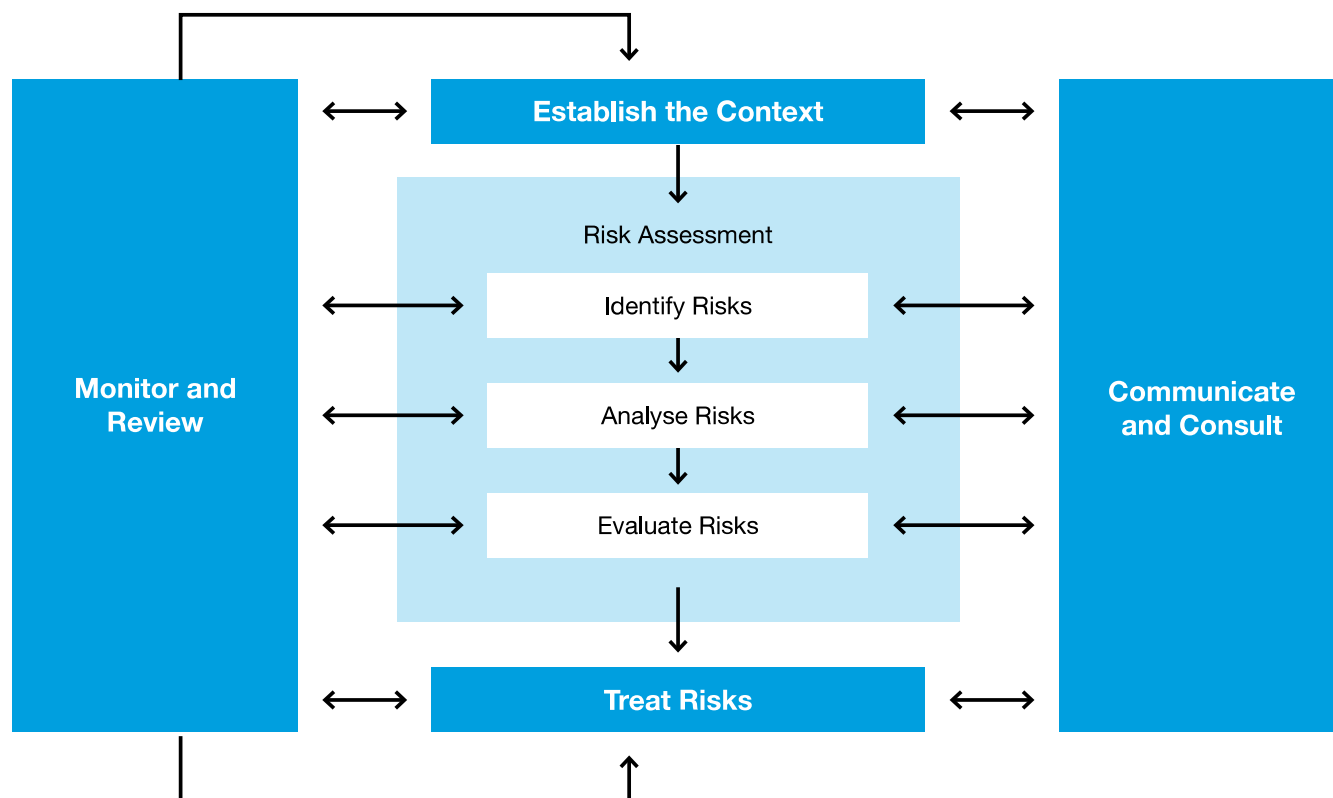 Establish the Context
Risk Assessment
Identify Risks
Monitor and
Review
Analyse Risks
Communicate
and Consult
Evaluate Risks
Treat Risks